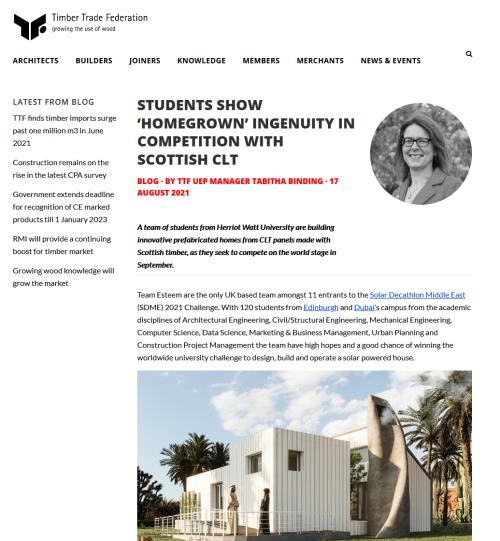 Timber Trade Federation
growing the use of wood
ARCHITECTS BUILDERS JOINERS KNOWLEDGE MEMBERS MERCHANTS NEWS & EVENTS
LATEST FROM BLOG
TTF finds timber imports surge
past one million m3 in June
2021
Construction remains on the
rise in the latest CPA survey
Government extends deadline
for recognition of CE marked
products till 1 January 2023
RMI will provide a continuing
boost for timber market
Growing wood knowledge will
grow the market
STUDENTS SHOW
‘HOMEGROWN’ INGENUITY IN
COMPETITION WITH
SCOTTISH CLT
BLOG · BY TTF UEP MANAGER TABITHA BINDING · 17
AUGUST 2021
A team of students from Herriot Watt University are building
innovative prefabricated homes from CLT panels made with
Scottish timber, as they seek to compete on the world stage in
September.
Team Esteem are the only UK based team amongst 11 entrants to the Solar Decathlon Middle East
(SDME) 2021 Challenge. With 120 students from Edinburgh and Dubai’s campus from the academic
disciplines of Architectural Engineering, Civil/Structural Engineering, Mechanical Engineering,
Computer Science, Data Science, Marketing & Business Management, Urban Planning and
Construction Project Management the team have high hopes and a good chance of winning the
worldwide university challenge to design, build and operate a solar powered house.